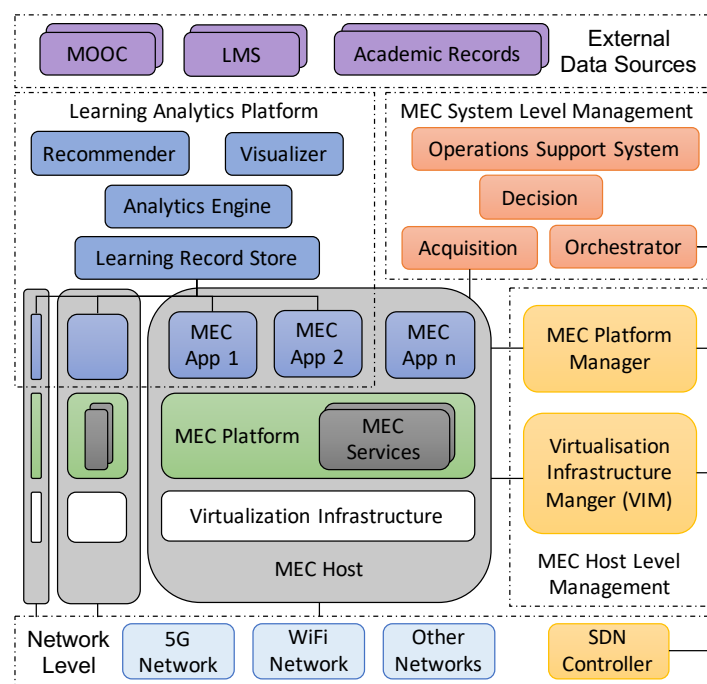 MOOC
LMS
Academic Records
External
Data Sources
Learning Analytics Platform
Recommender
Visualizer
Analytics Engine
Learning Record Store
MEC System Level Management
Operations Support System
Decision
Acquisition
Orchestrator
MEC
App 1
MEC
App 2
MEC
App n
MEC Platform
MEC
Services
Virtualization Infrastructure
MEC Host
MEC Platform
Manager
Virtualisation
Infrastructure
Manger (VIM)
MEC Host Level
Management
Network
Level
5G
Network
WiFi
Network
Other
Networks
SDN
Controller